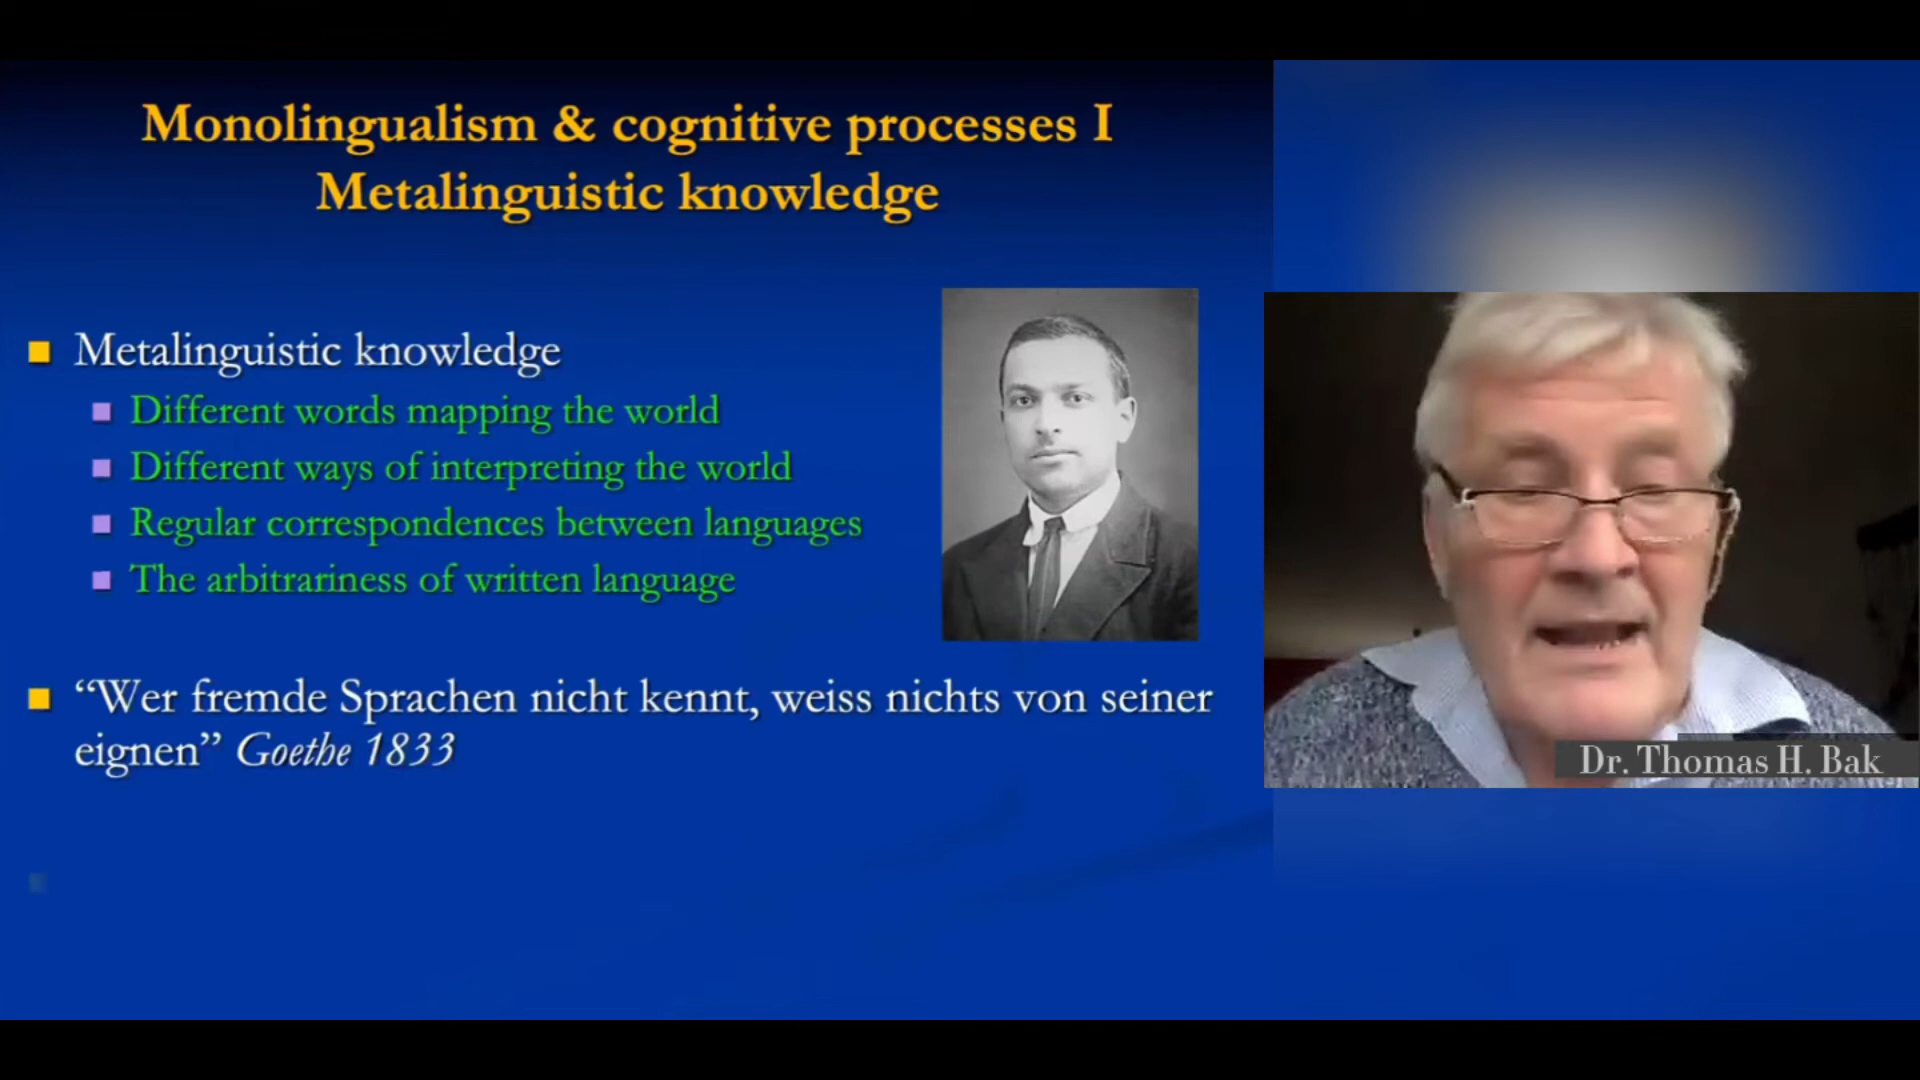 Monolingualism & cognitive processes I
Metalinguistic knowledge
Metalinguistic knowledge
Different words mapping the world
Different ways of interpreting the world
Regular correspondences between languages
The arbitrariness of written language
“Wer fremde Sprachen nicht kennt, weiss nichts von seiner
eignen” Goethe 1833
Dr. Thomas H. Bak